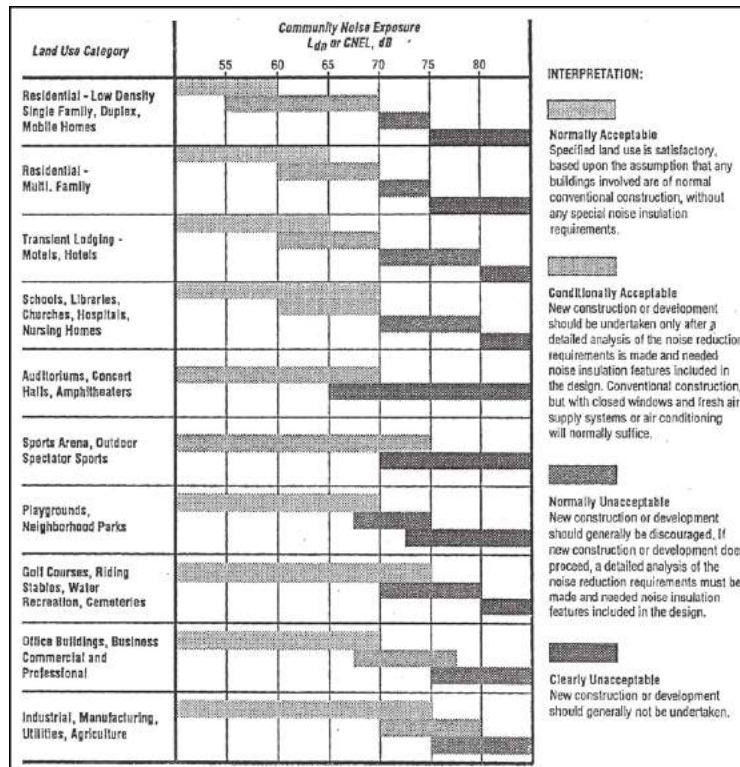 Community Noise Exposure
Ldn or CNEL, dB
Land Use Category
55 60 65 70 75 80
Residential - Low Density
Single Family, Duplex,
Mobile Homes
Residential -
Multi. Family
Transient Lodging -
Motels, Hotels
Schools, Libraries,
Churches, Hospitals,
Nursing Homes
Auditoriums, Concert
Halls, Amphitheaters
Sports Arena, Outdoor
Spectator Sports
Playgrounds,
Neighborhood Parks
Golf Courses, Riding
Stables, Water
Recreation, Cemeteries
Office Buildings, Business
Commercial and
Professional
Industrial, Manufacturing,
Utilities, Agriculture
INTERPRETATION:
Normally Acceptable
Specified land use is satisfactory,
based upon the assumption that any
buildings involved are of normal
conventional construction, without
any special noise insulation
requirements.
Conditionally Acceptable
New construction or development
should be undertaken only after a
detailed analysis of the noise reduction
requirements is made and needed
noise insulation features included in
the design. Conventional construction,
but with closed windows and fresh air
supply systems or air conditioning
will normally suffice.
Normally Unacceptable
New construction or development
should generally be discouraged. If
new construction or development doe
proceed, a detailed analysis of the
noise reduction requirements must be
made and needed noise insulation
features included in the design.
Clearly Unacceptable
New construction or development
should generally not be undertaken.